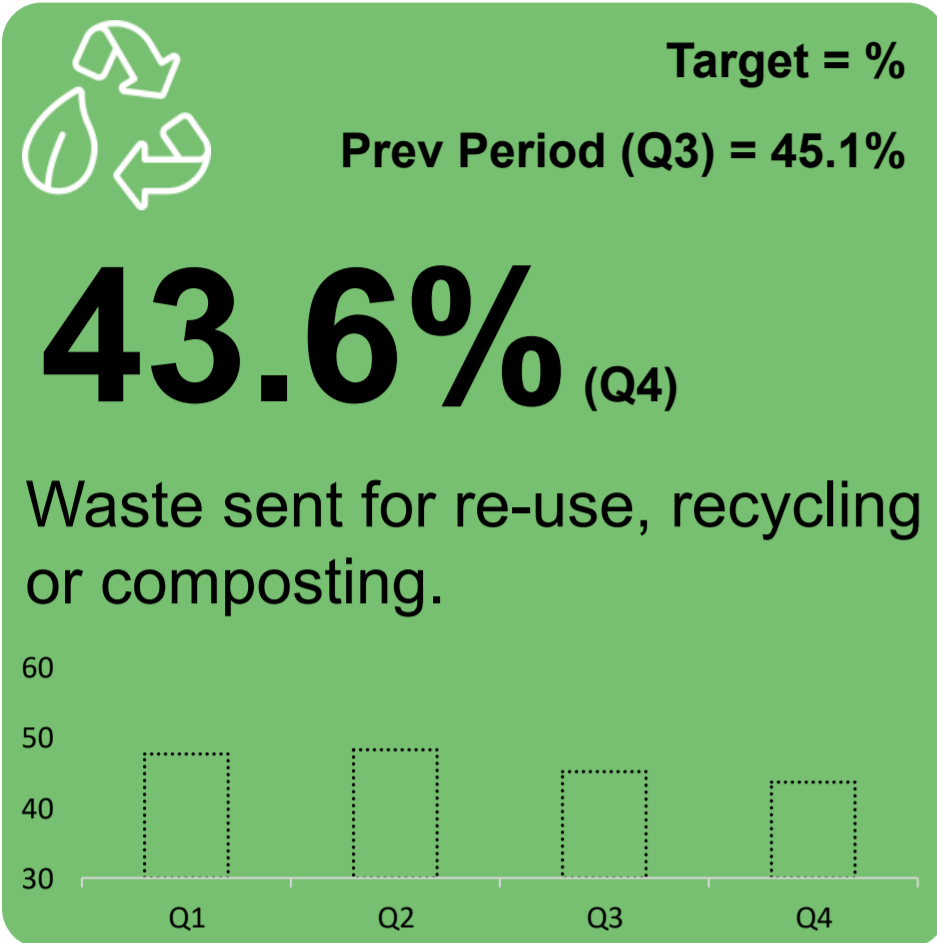 Target = %
Prev Period (Q3) = 45.1%
43.6% (Q4)
Waste sent for re-use, recycling
or composting.
60
50
40
30
Q1 Q2 Q3 Q4